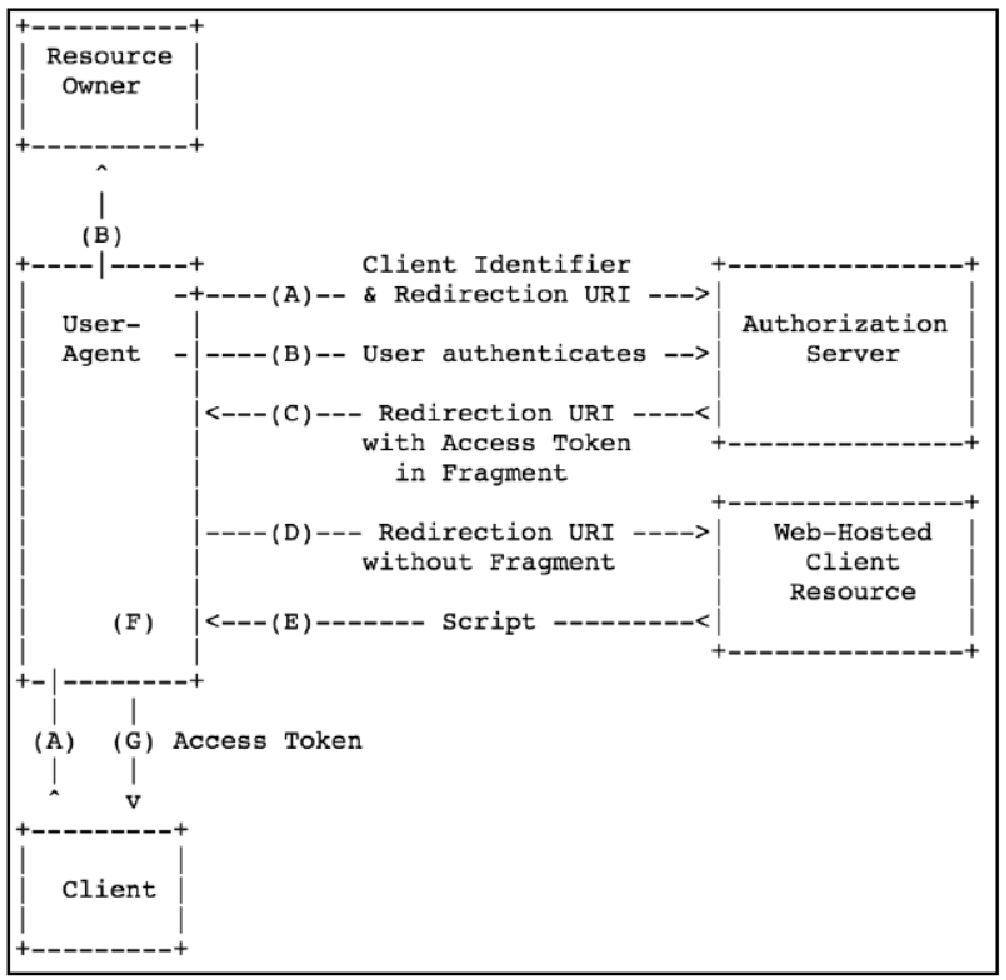 +----------+
| Resource |
|  Owner   |
|          |
+----------+
     ^
     |
    (B)
+----|-----+          Client Identifier     +---------------+
|         -+----(A)-- & Redirection URI --->|               |
|  User-   |                                | Authorization |
|  Agent  -|----(B)-- User authenticates -->|     Server    |
|          |                                |               |
|          |<---(C)--- Redirection URI ----<|               |
|          |          with Access Token     +---------------+
|          |            in Fragment
|          |                                +---------------+
|          |----(D)--- Redirection URI ---->|   Web-Hosted  |
|          |          without Fragment      |     Client    |
|          |                                |    Resource   |
|     (F)  |<---(E)------- Script ---------<|               |
|          |                                +---------------+
+-|--------+
  |    |
 (A)  (G) Access Token
  |    |
  ^    v
+---------+
|         |
|  Client |
|         |
+---------+